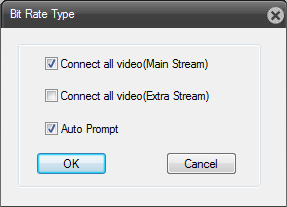 Bit Rate Type
Connect all video(Main Stream)
Connect all video(Extra Stream)
Auto Prompt
OK Cancel